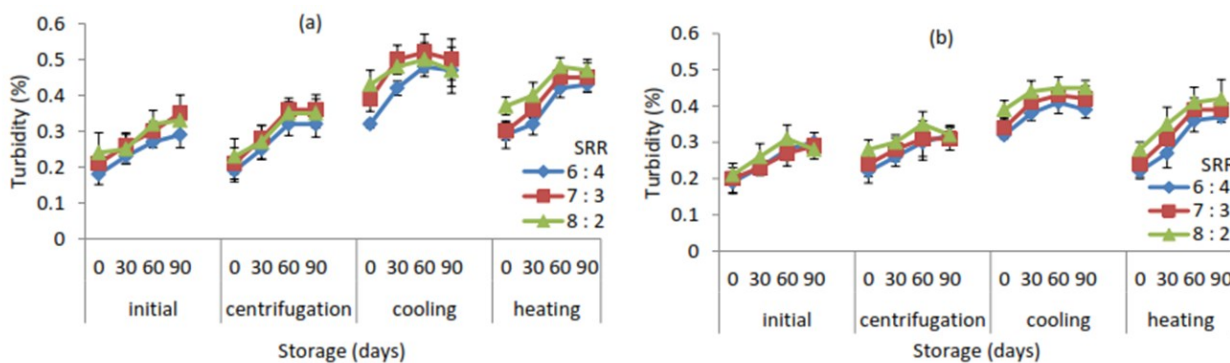 (a)
Turbidity (%)
0.6
0.5
0.4
0.3
0.2
0.1
0
SRR
6 : 4
7 : 3
8 : 2
0 30 60 90 0 30 60 90 0 30 60 90 0 30 60 90
initial centrifugation cooling heating
Storage (days)
(b)
Turbidity (%)
0.6
0.5
0.4
0.3
0.2
0.1
0
SRR
6 : 4
7 : 3
8 : 2
0 30 60 90 0 30 60 90 0 30 60 90 0 30 60 90
initial centrifugation cooling heating
Storage (days)